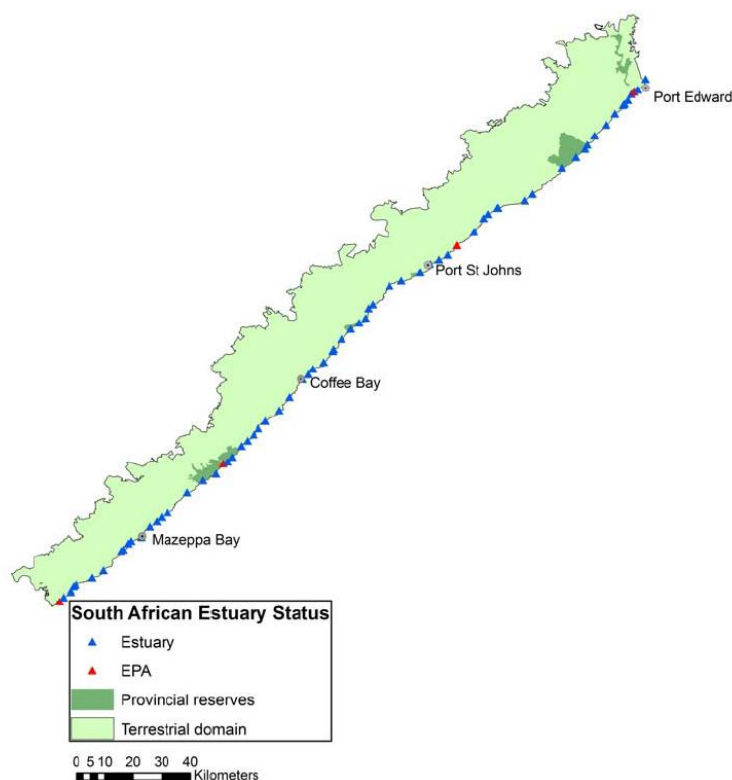 Port Edward
Port St Johns
Coffee Bay
Mazeppa Bay
South African Estuary Status
Estuary
EPA
Provincial reserves
Terrestrial domain
0 5 10 20 30 40
Kilometers